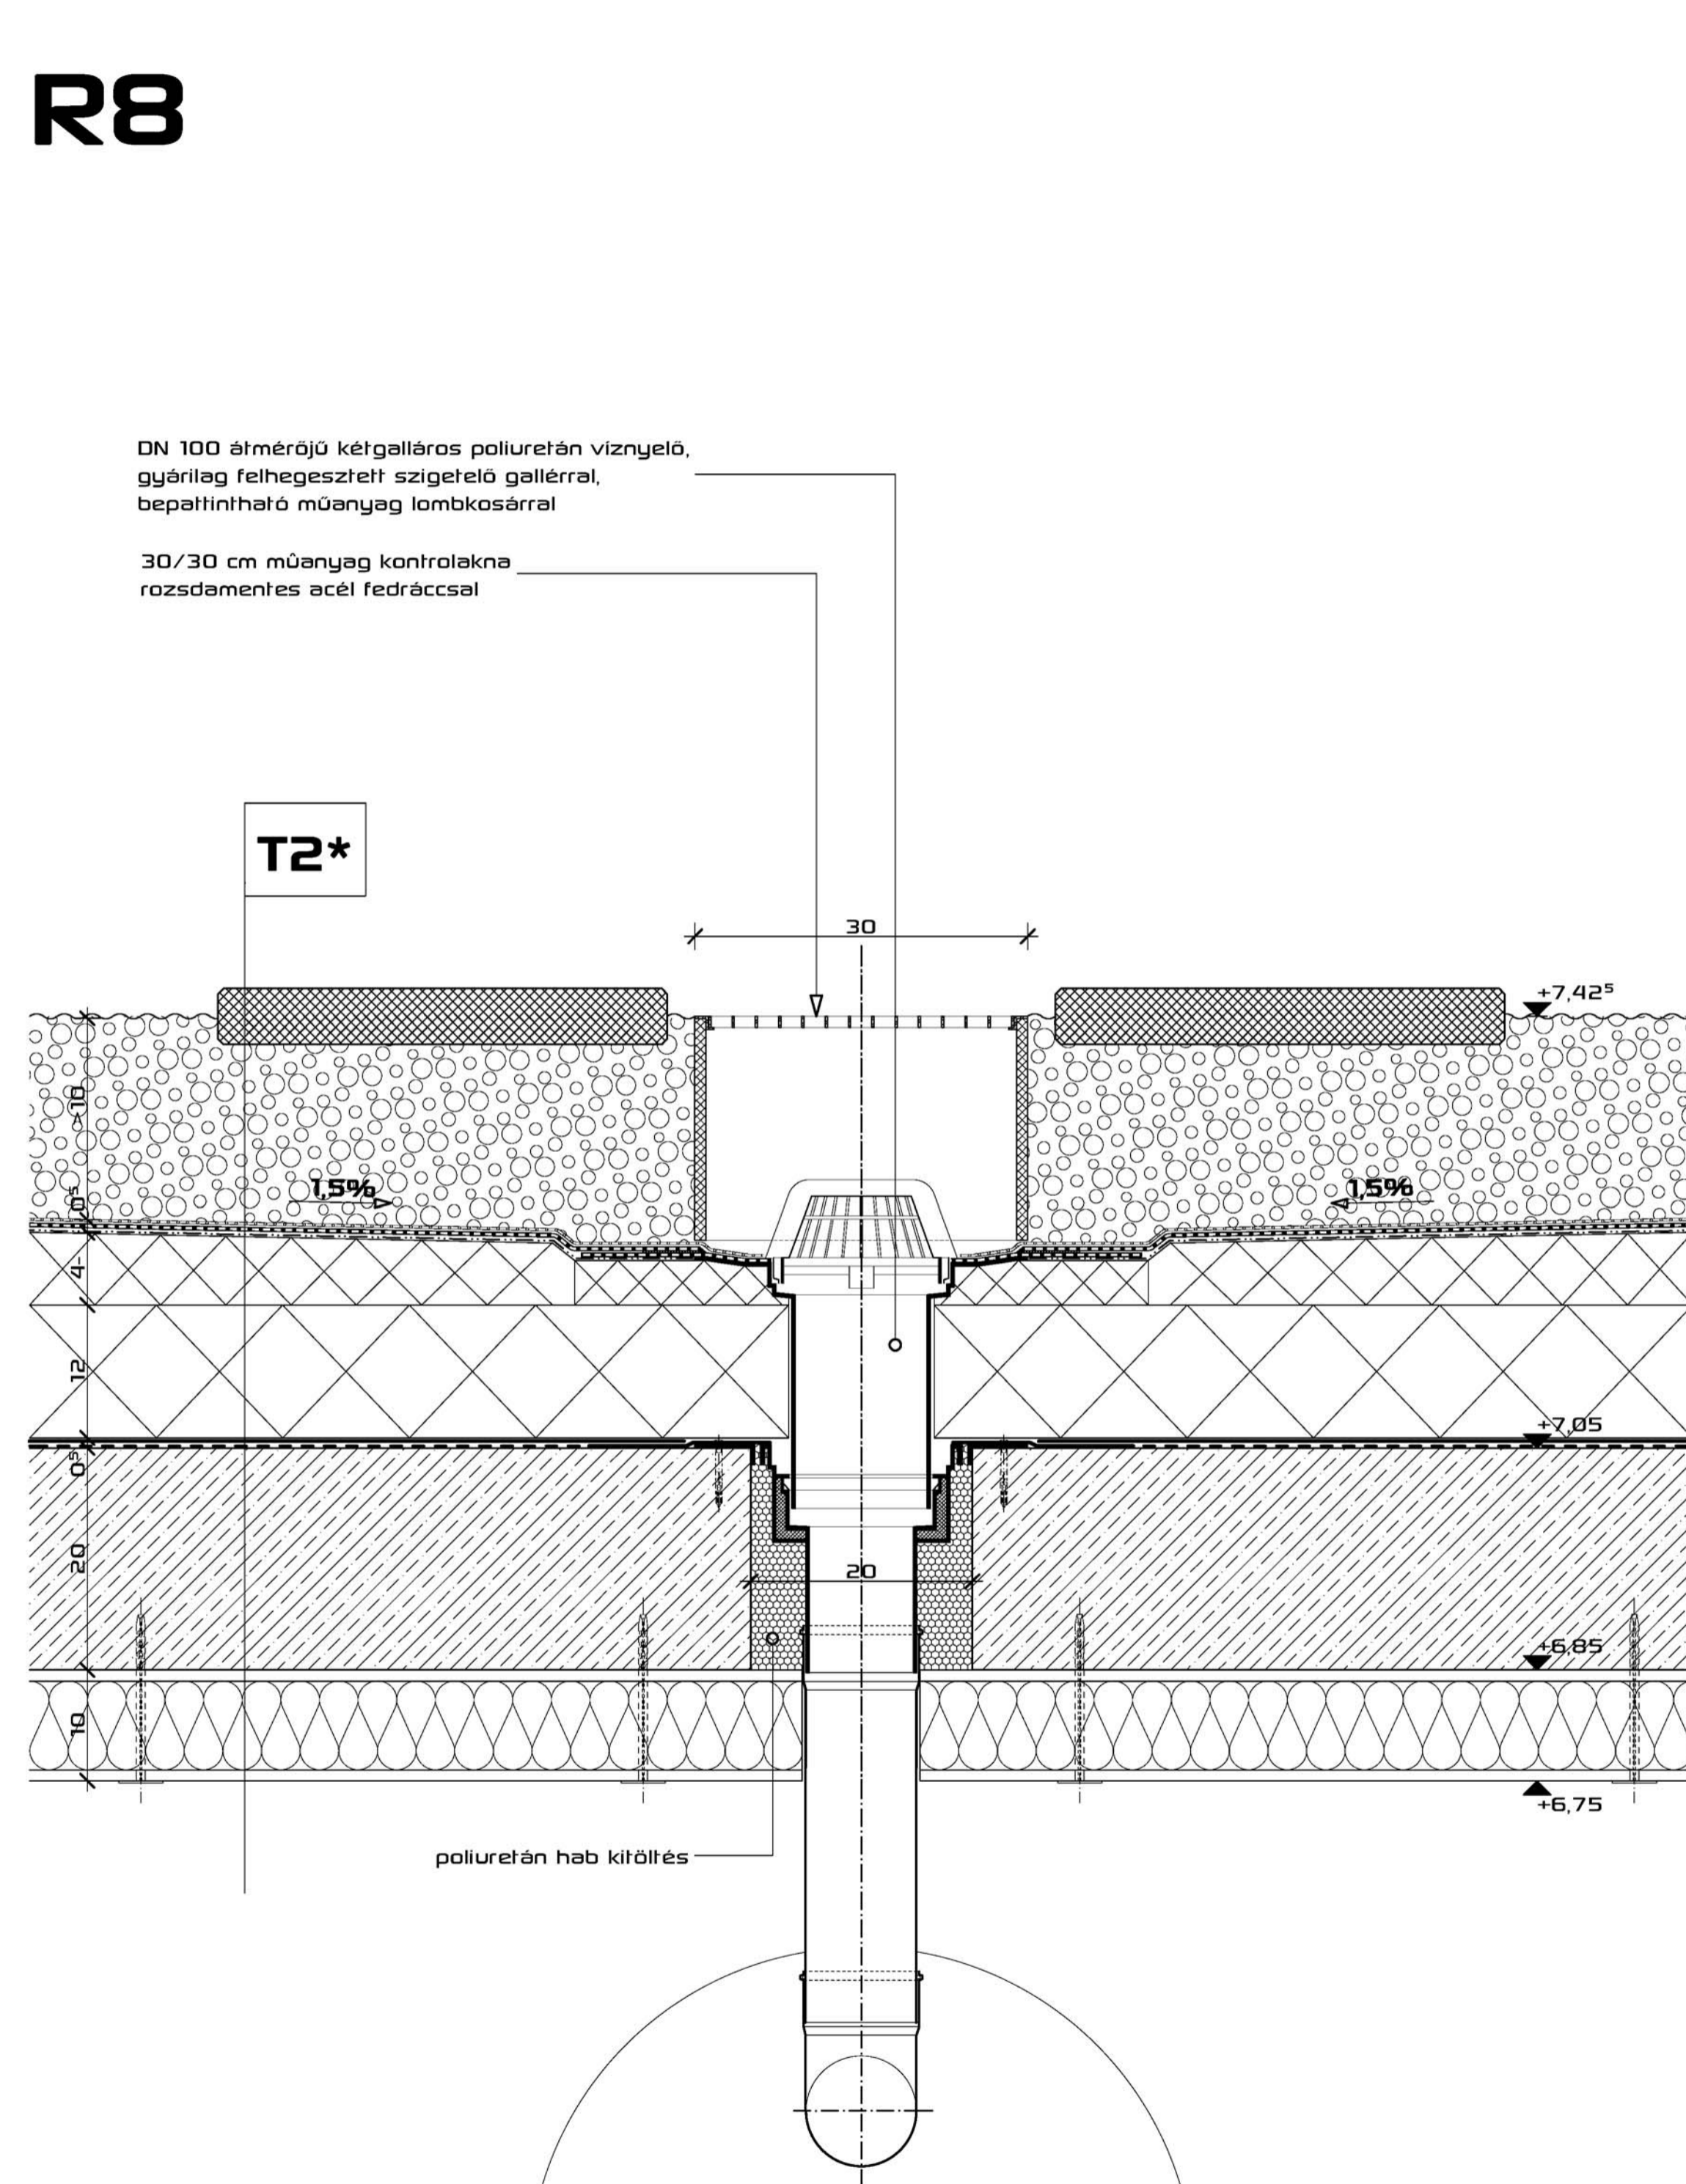 R8
DN 100 átmérőjű kétgalláros poliuretán víznyelő,
gyárilag felhegesztett szigetelő gallérral,
bepattintható műanyag lombkosárral
30/30 cm mûanyag kontrolakna
rozsdamentes acél fedráccsal
T2*
30
+7,42⁵
>10
1,5%
1,5%
0⁵
4-
12
+7,05
0⁵
20
20
+6,85
10
+6,75
poliuretán hab kitöltés